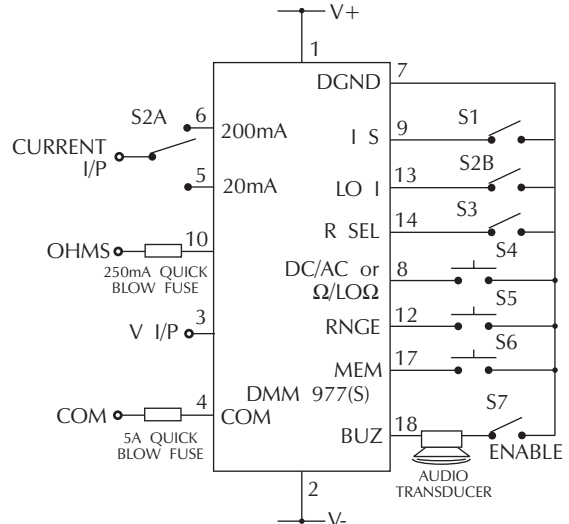 V+
1
DGND 7
S2A
6
200mA
CURRENT
I/P
5
20mA
I S 9 S1
LO I 13 S2B
R SEL 14 S3
OHMS 10
250mA QUICK
BLOW FUSE
DC/AC or
Ω/LOΩ
8 S4
V I/P 3
RNGE 12 S5
MEM 17 S6
DMM 977(S)
COM 4 COM
5A QUICK
BLOW FUSE
BUZ 18 S7
ENABLE
AUDIO
TRANSDUCER
2
V-